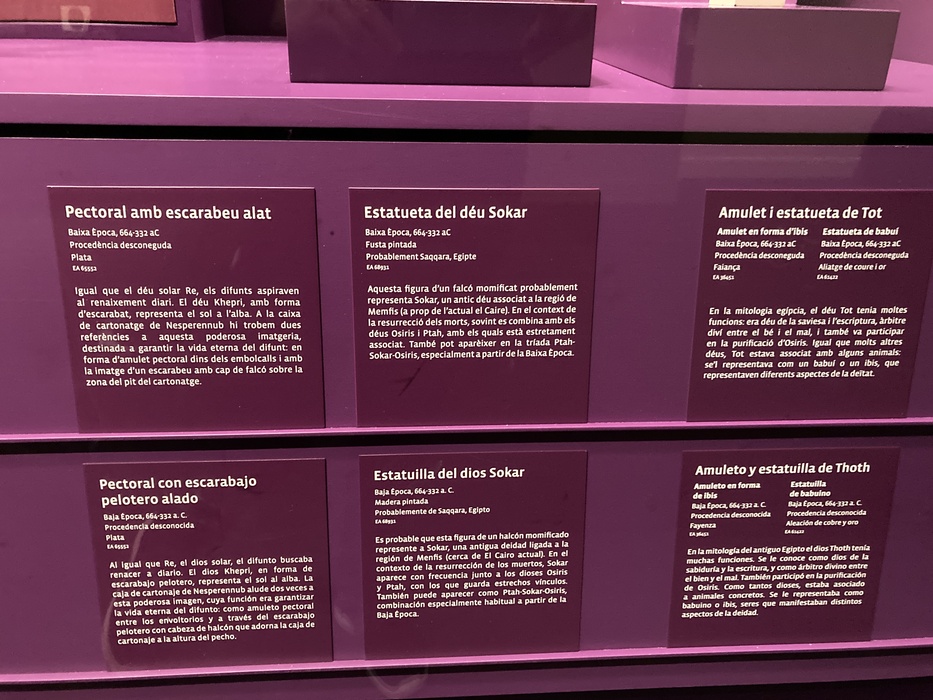 Pectoral amb escarabeu alat
Baixa Època, 664-332 aC
Procedència desconeguda
Plata
EA 65552
Igual que el déu solar Re, els difunts aspiraven
al renaixement diari. El déu Khepri, amb forma
d'escarabat, representa el sol a l'alba. A la caixa
de cartonatge de Nesperennub hi trobem dues
referències a aquesta poderosa imatgeria,
destinada a garantir la vida eterna del difunt: en
forma d'amulet pectoral dins dels embolcalls i amb
la imatge d'un escarabeu amb cap de falcó sobre la
zona del pit del cartonatge.
Estatueta del déu Sokar
Baixa Època, 664-332 aC
Fusta pintada
Probablement Saqqara, Egipte
EA 68931
Aquesta figura d'un falcó momificat probablement
representa Sokar, un antic déu associat a la regió de
Memfis (a prop de l'actual el Caire). En el context de
la resurrecció dels morts, sovint es combina amb els
déus Osiris i Ptah, amb els quals està estretament
associat. També pot aparèixer en la tríada Ptah-
Sokar-Osiris, especialment a partir de la Baixa Època.
Amulet i estatueta de Tot
Amulet en forma d'ibis
Baixa Època, 664-332 aC
Procedència desconeguda
Faiança
EA 36451
Estatueta de babuí
Baixa Època, 664-332 aC
Procedència desconeguda
Aliatge de coure i or
EA 61422
En la mitologia egípcia, el déu Tot tenia moltes
funcions: era déu de la saviesa i l'escriptura, àrbitre
diví entre el bé i el mal, i també va participar
en la purificació d'Osiris. Igual que molts altres
déus, Tot estava associat amb alguns animals:
se'l representava com un babuí o un ibis, que
representaven diferents aspectes de la deïtat.
Pectoral con escarabajo
pelotero alado
Baja Época, 664-332 a. C.
Procedencia desconocida
Plata
EA 65552
Al igual que Re, el dios solar, el difunto buscaba
renacer a diario. El dios Khepri, en forma de
escarabajo pelotero, representa el sol al alba. La
caja de cartonaje de Nesperennub alude dos veces a
esta poderosa imagen, cuya función era garantizar
la vida eterna del difunto: como amuleto pectoral
entre los envoltorios y a través del escarabajo
pelotero con cabeza de halcón que adorna la caja de
cartonaje a la altura del pecho.
Estatuilla del dios Sokar
Baja Época, 664-332 a. C.
Madera pintada
Probablemente de Saqqara, Egipto
EA 68931
Es probable que esta figura de un halcón momificado
represente a Sokar, una antigua deidad ligada a la
región de Menfis (cerca de El Cairo actual). En el
contexto de la resurrección de los muertos, Sokar
aparece con frecuencia junto a los dioses Osiris
y Ptah, con los que guarda estrechos vínculos.
También puede aparecer como Ptah-Sokar-Osiris,
combinación especialmente habitual a partir de la
Baja Época.
Amuleto y estatuilla de Thoth
Amuleto en forma
de ibis
Baja Época, 664-332 a. C.
Procedencia desconocida
Fayenza
EA 36451
Estatuilla
de babuino
Baja Época, 664-332 a. C.
Procedencia desconocida
Aleación de cobre y oro
EA 61422
En la mitología del antiguo Egipto el dios Thoth tenía
muchas funciones. Se le conoce como dios de la
sabiduría y la escritura, y como árbitro divino entre
el bien y el mal. También participó en la purificación
de Osiris. Como tantos dioses, estaba asociado
a animales concretos. Se le representaba como
babuino o ibis, seres que manifestaban distintos
aspectos de la deidad.